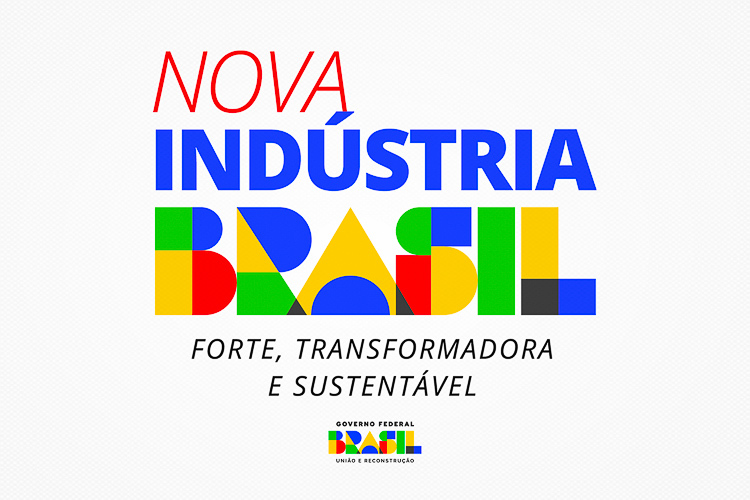 NOVA
INDÚSTRIA
BRASIL
FORTE, TRANSFORMADORA
E SUSTENTÁVEL
GOVERNO FEDERAL
BRASIL
UNIÃO E RECONSTRUÇÃO